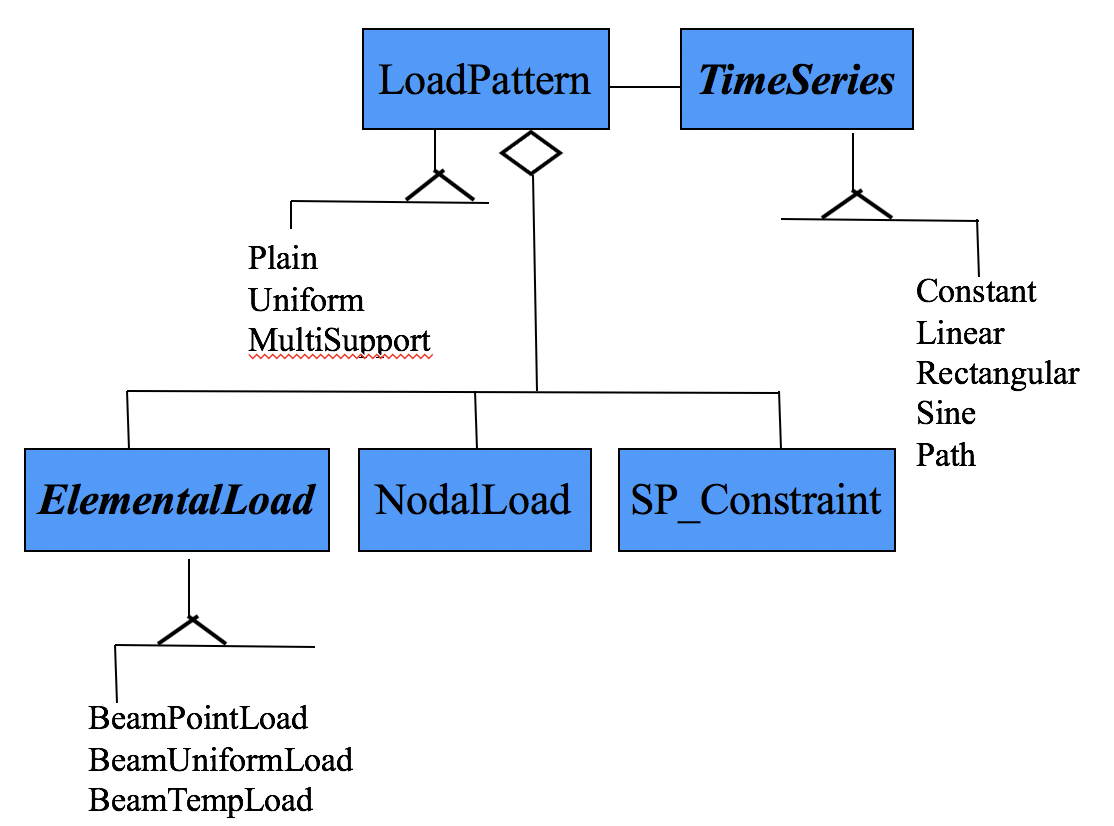 LoadPattern
TimeSeries
Plain
Uniform
MultiSupport
Constant
Linear
Rectangular
Sine
Path
ElementalLoad
NodalLoad
SP_Constraint
BeamPointLoad
BeamUniformLoad
BeamTempLoad